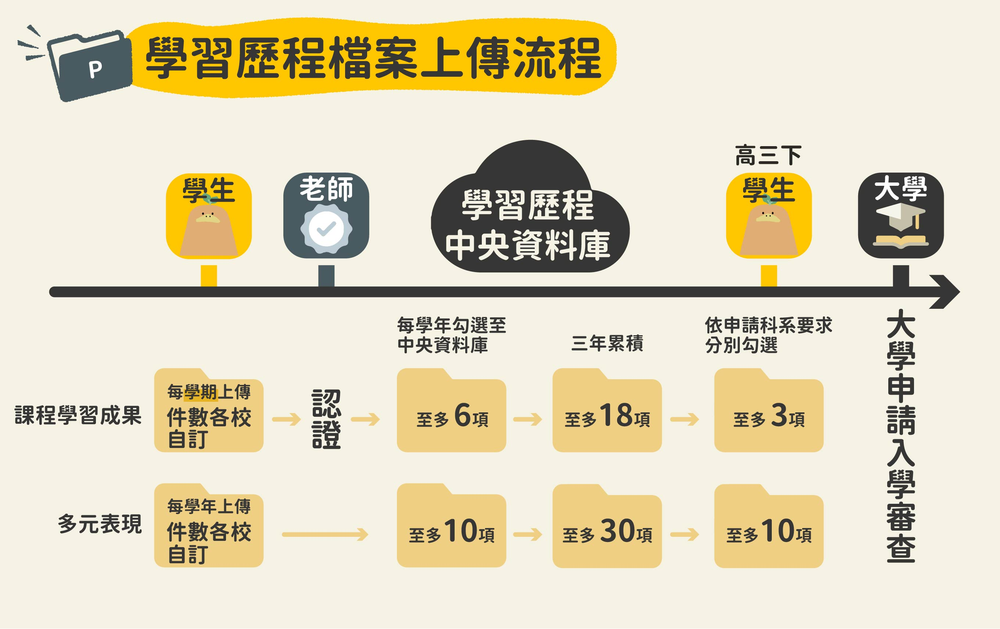 P
學習歷程檔案上傳流程
學生
老師
學習歷程
中央資料庫
高三下
學生
大學
每學年勾選至
中央資料庫
三年累積
依申請科系要求
分別勾選
課程學習成果
每學期上傳
件數各校
自訂
認證
至多 6項
至多18項
至多 3項
多元表現
每學年上傳
件數各校
自訂
至多10項
至多30項
至多10項
大學申請入學審查